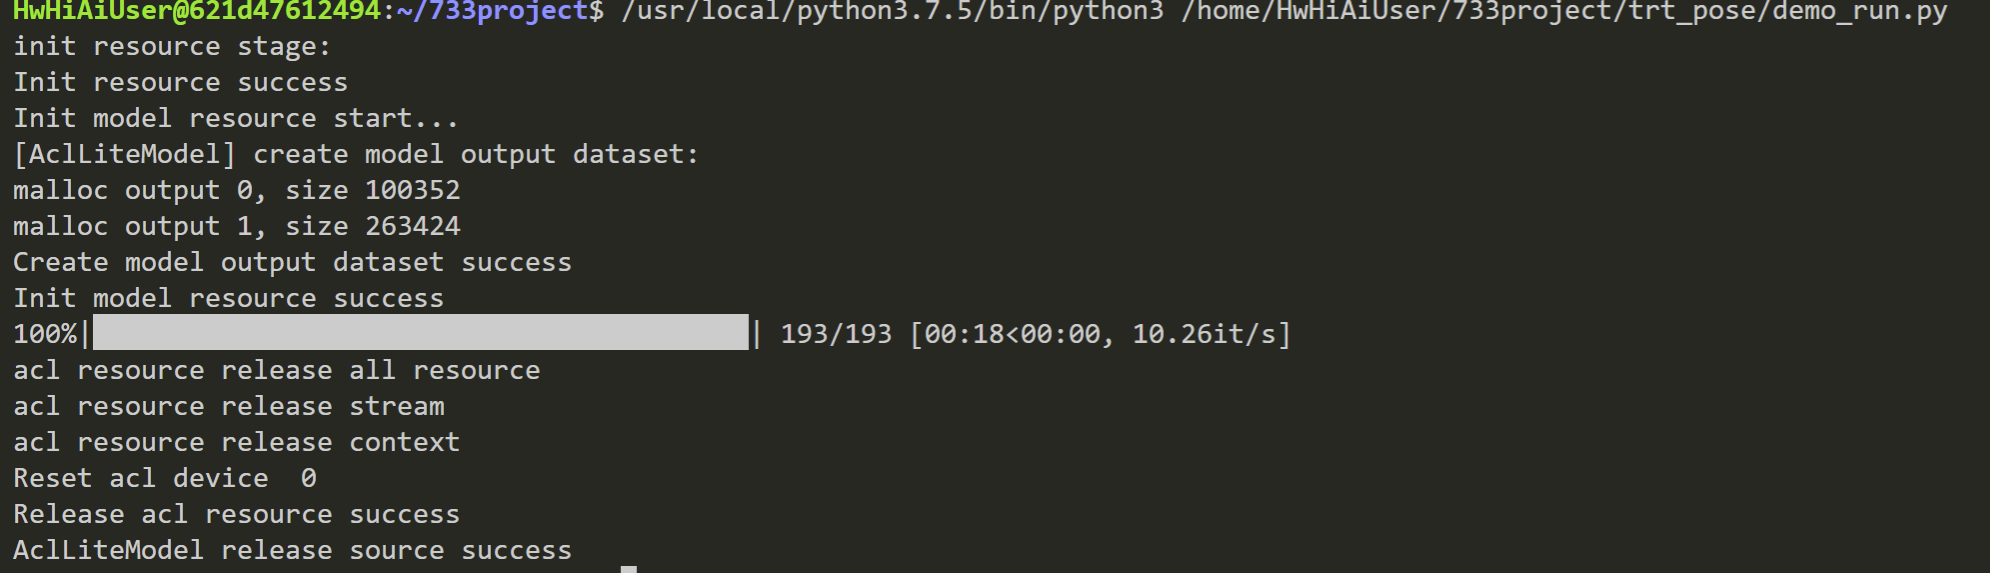 HwHiAiUser@621d47612494:~/733project$ /usr/local/python3.7.5/bin/python3 /home/HwHiAiUser/733project/trt_pose/demo_run.py
init resource stage:
Init resource success
Init model resource start...
[AclLiteModel] create model output dataset:
malloc output 0, size 100352
malloc output 1, size 263424
Create model output dataset success
Init model resource success
100%|| 193/193 [00:18<00:00, 10.26it/s]
acl resource release all resource
acl resource release stream
acl resource release context
Reset acl device  0
Release acl resource success
AclLiteModel release source success